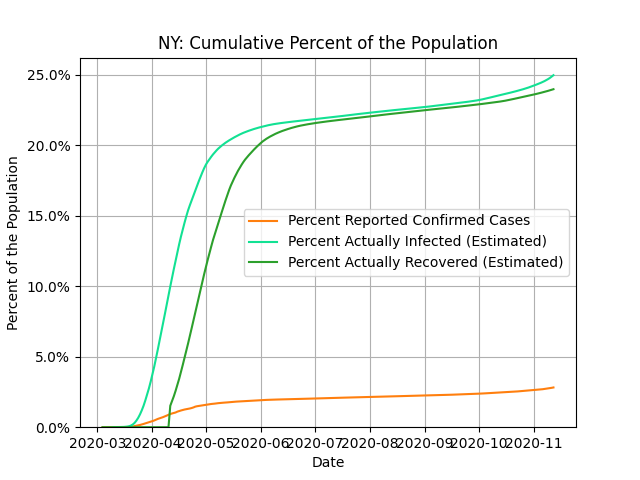 NY: Cumulative Percent of the Population
25.0%
20.0%
15.0%
10.0%
5.0%
0.0%
Percent of the Population
Percent Reported Confirmed Cases
Percent Actually Infected (Estimated)
Percent Actually Recovered (Estimated)
2020-03 2020-04 2020-05 2020-06 2020-07 2020-08 2020-09 2020-10 2020-11
Date